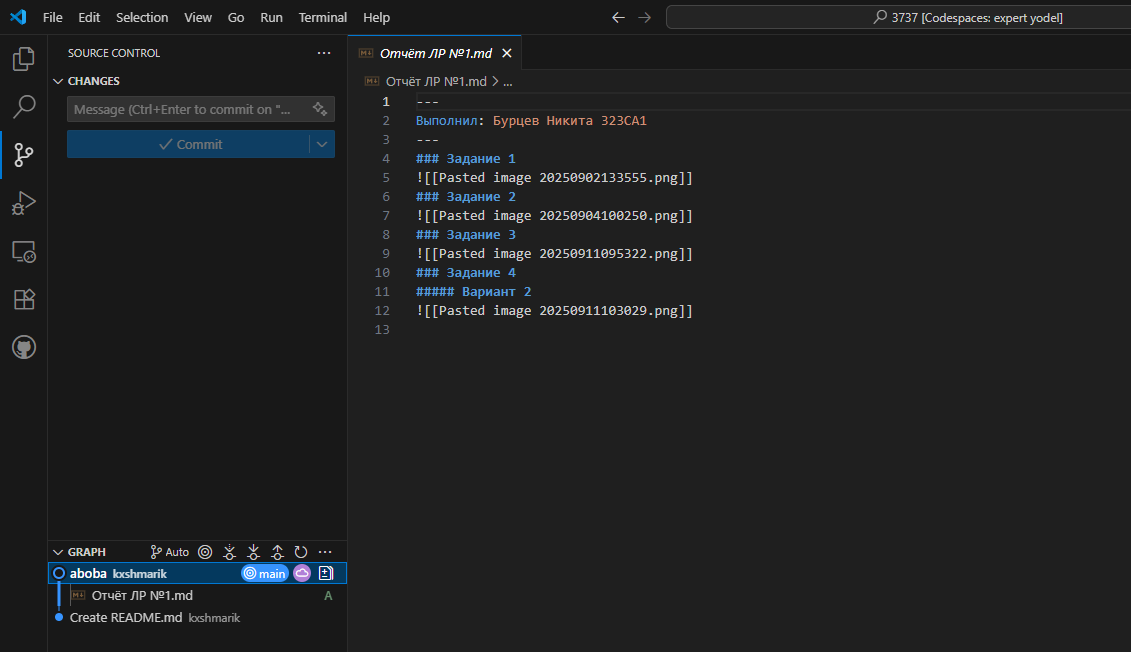 File Edit Selection View Go Run Terminal Help
3737 [Codespaces: expert yodel]
SOURCE CONTROL
CHANGES
Message (Ctrl+Enter to commit on "...
Commit
Отчёт ЛР №1.md
Отчёт ЛР №1.md > ...
1 ---
2 Выполнил: Бурцев Никита 323СА1
3 ---
4 ### Задание 1
5 ![[Pasted image 20250902133555.png]]
6 ### Задание 2
7 ![[Pasted image 20250904100250.png]]
8 ### Задание 3
9 ![[Pasted image 20250911095322.png]]
10 ### Задание 4
11 ##### Вариант 2
12 ![[Pasted image 20250911103029.png]]
13
GRAPH Auto
aboba kxshmarik main
Отчёт ЛР №1.md A
Create README.md kxshmarik